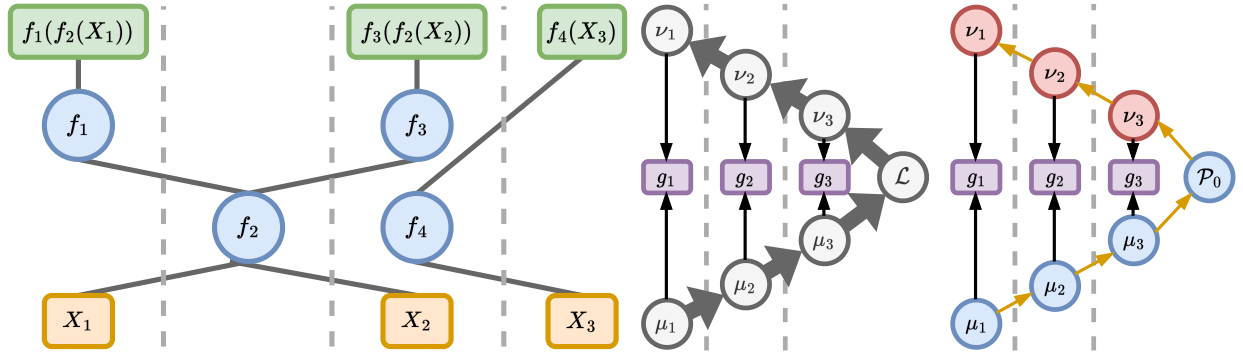 f₁(f₂(X₁)) f₃(f₂(X₂)) f₄(X₃)
f₁ f₃
f₂ f₄
X₁ X₂ X₃
ν₁
ν₂
ν₃
g₁ g₂ g₃ ℒ
μ₃
μ₂
μ₁
ν₁
ν₂
ν₃
g₁ g₂ g₃ 𝒫₀
μ₃
μ₂
μ₁